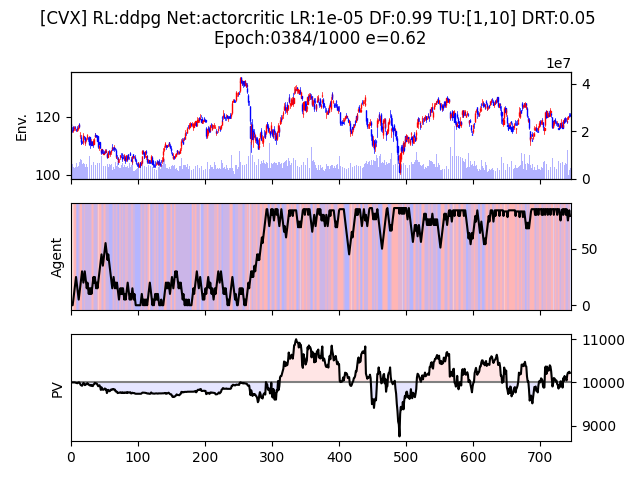 [CVX] RL:ddpg Net:actorcritic LR:1e-05 DF:0.99 TU:[1,10] DRT:0.05
Epoch:0384/1000 e=0.62
1e7
Env.
120
100
4
2
0
Agent
50
0
PV
11000
10000
9000
0 100 200 300 400 500 600 700